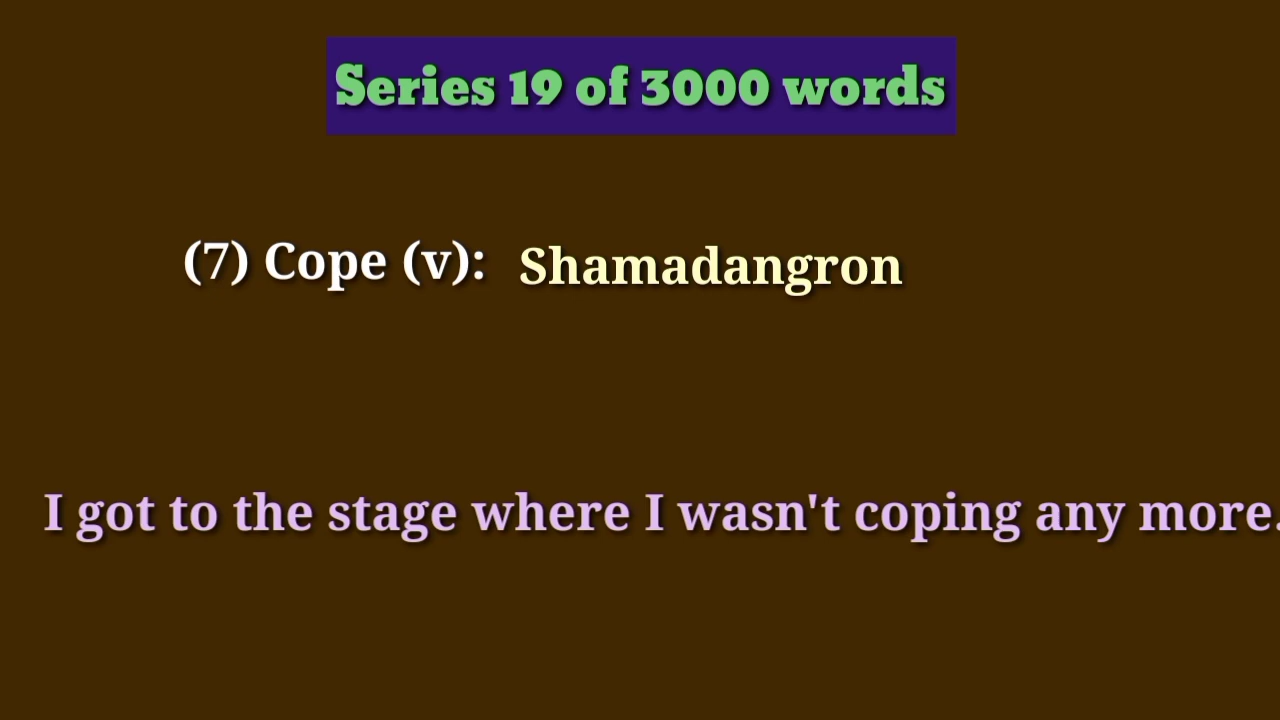 Series 19 of 3000 words
(7) Cope (v): Shamadangron
I got to the stage where I wasn't coping any more.